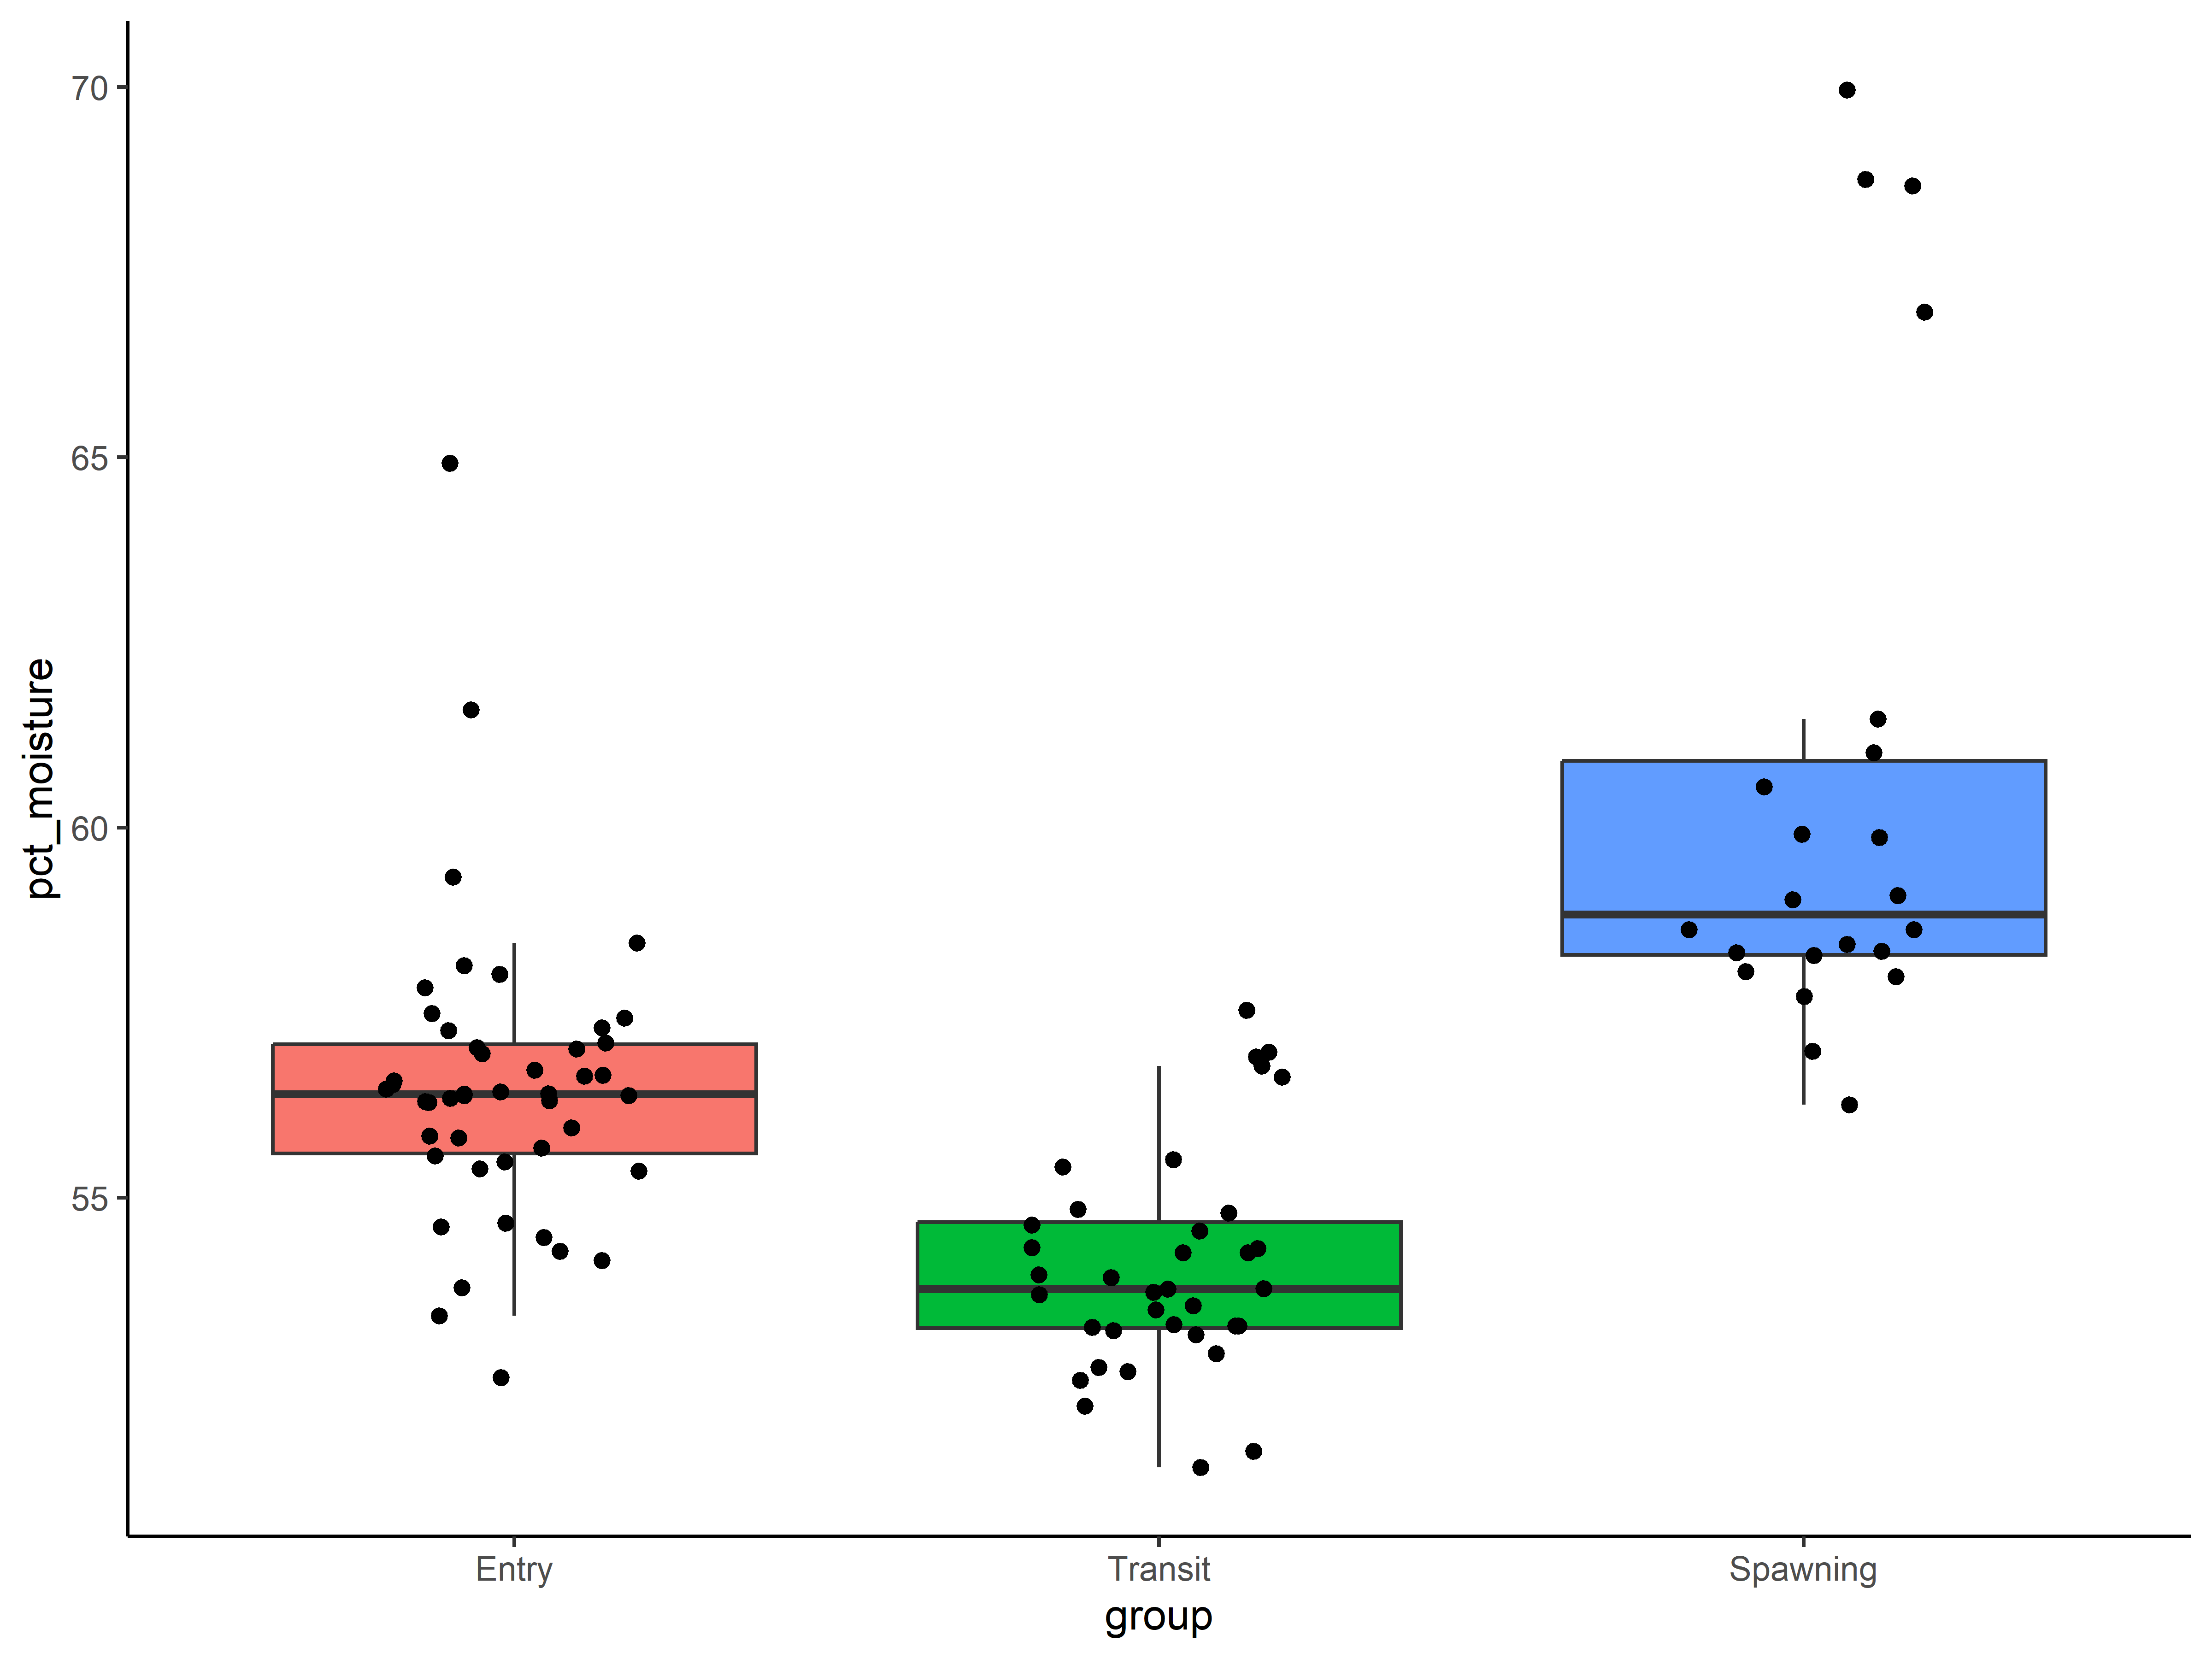 pct_moisture
70
65
60
55
Entry Transit Spawning
group